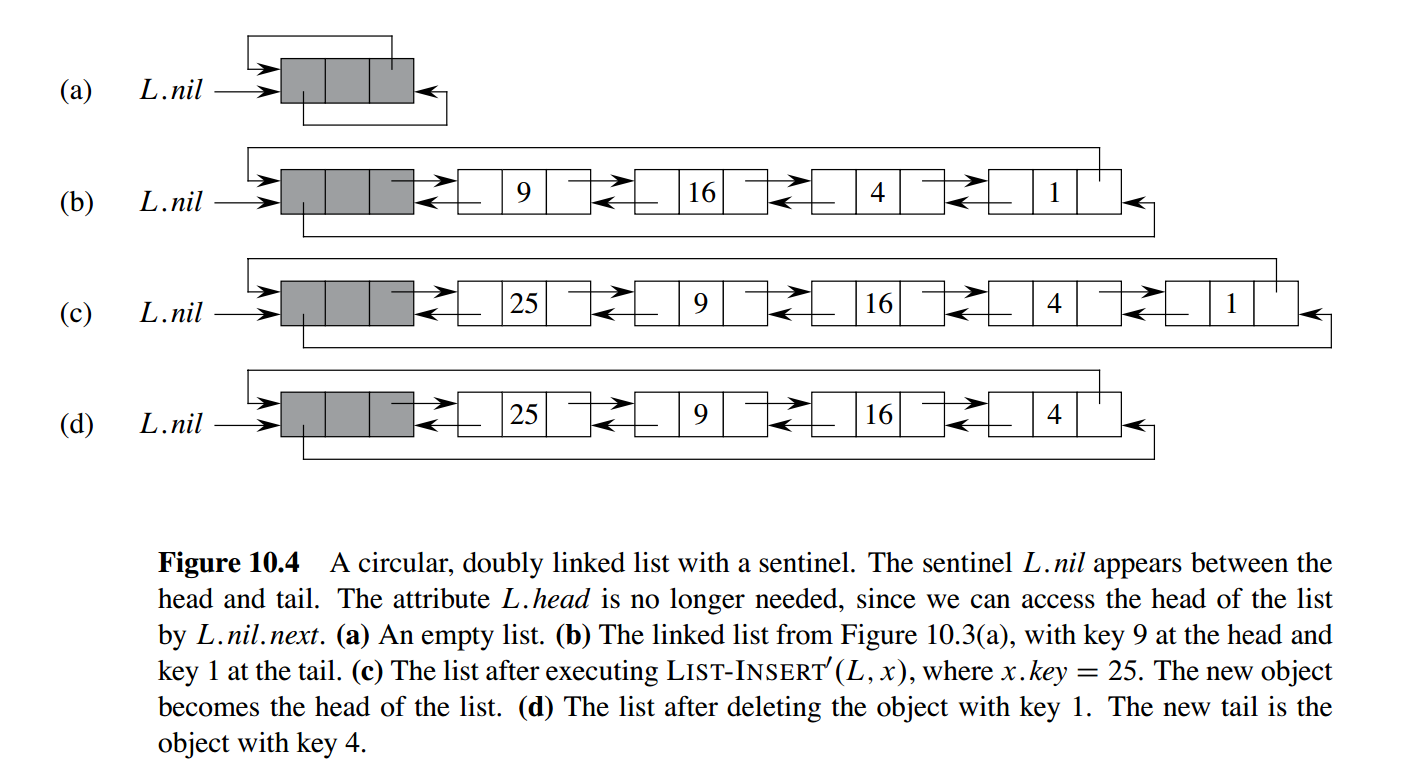 (a) L.nil
(b) L.nil 9 16 4 1
(c) L.nil 25 9 16 4 1
(d) L.nil 25 9 16 4
Figure 10.4 A circular, doubly linked list with a sentinel. The sentinel L.nil appears between the
head and tail. The attribute L.head is no longer needed, since we can access the head of the list
by L.nil.next. (a) An empty list. (b) The linked list from Figure 10.3(a), with key 9 at the head and
key 1 at the tail. (c) The list after executing LIST-INSERT′(L, x), where x.key = 25. The new object
becomes the head of the list. (d) The list after deleting the object with key 1. The new tail is the
object with key 4.